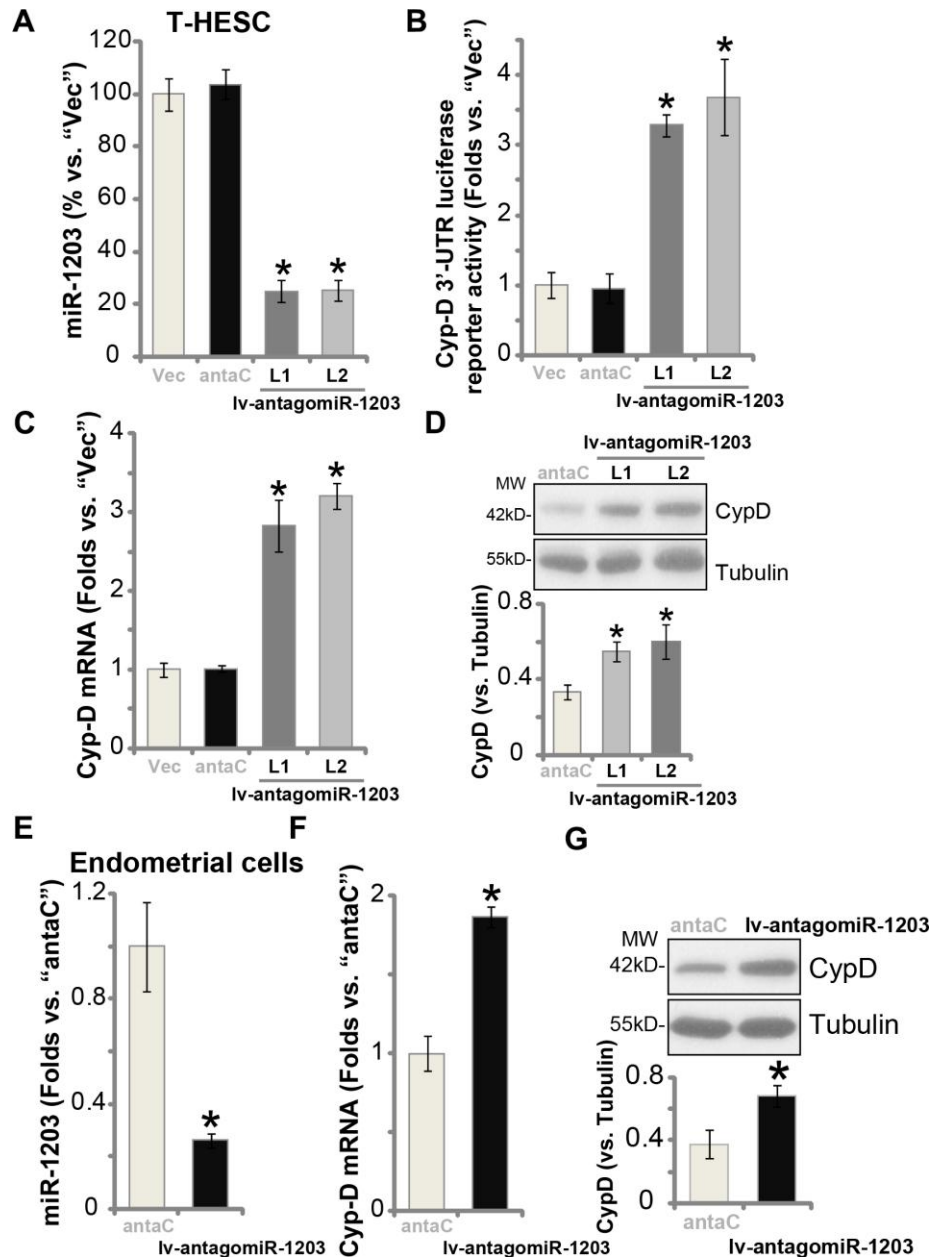 A
T-HESC
miR-1203 (% vs. “Vec”)
120
100
80
60
40
20
0
*
*
Vec
antaC
L1
L2
lv-antagomiR-1203
B
Cyp-D 3’-UTR luciferase
reporter activity (Folds vs. “Vec”)
4
2
1
0
*
*
Vec
antaC
L1
L2
lv-antagomiR-1203
C
Cyp-D mRNA (Folds vs. “Vec”)
4
3
2
1
0
*
*
Vec
antaC
L1
L2
lv-antagomiR-1203
D
lv-antagomiR-1203
antaC
L1
L2
MW
42kD-
CypD
55kD-
Tubulin
CypD (vs. Tubulin)
0.8
0.4
0
*
*
antaC
L1
L2
lv-antagomiR-1203
E
Endometrial cells
miR-1203 (Folds vs. “antaC”)
1.2
0.8
0.4
0
*
antaC
lv-antagomiR-1203
F
Cyp-D mRNA (Folds vs. “antaC”)
2
1
0
*
antaC
lv-antagomiR-1203
G
antaC
lv-antagomiR-1203
MW
42kD-
CypD
55kD-
Tubulin
CypD (vs. Tubulin)
0.8
0.4
0
*
antaC
lv-antagomiR-1203